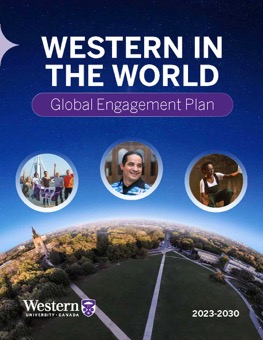 WESTERN IN
THE WORLD
Global Engagement Plan
Western
UNIVERSITY · CANADA
2023-2030